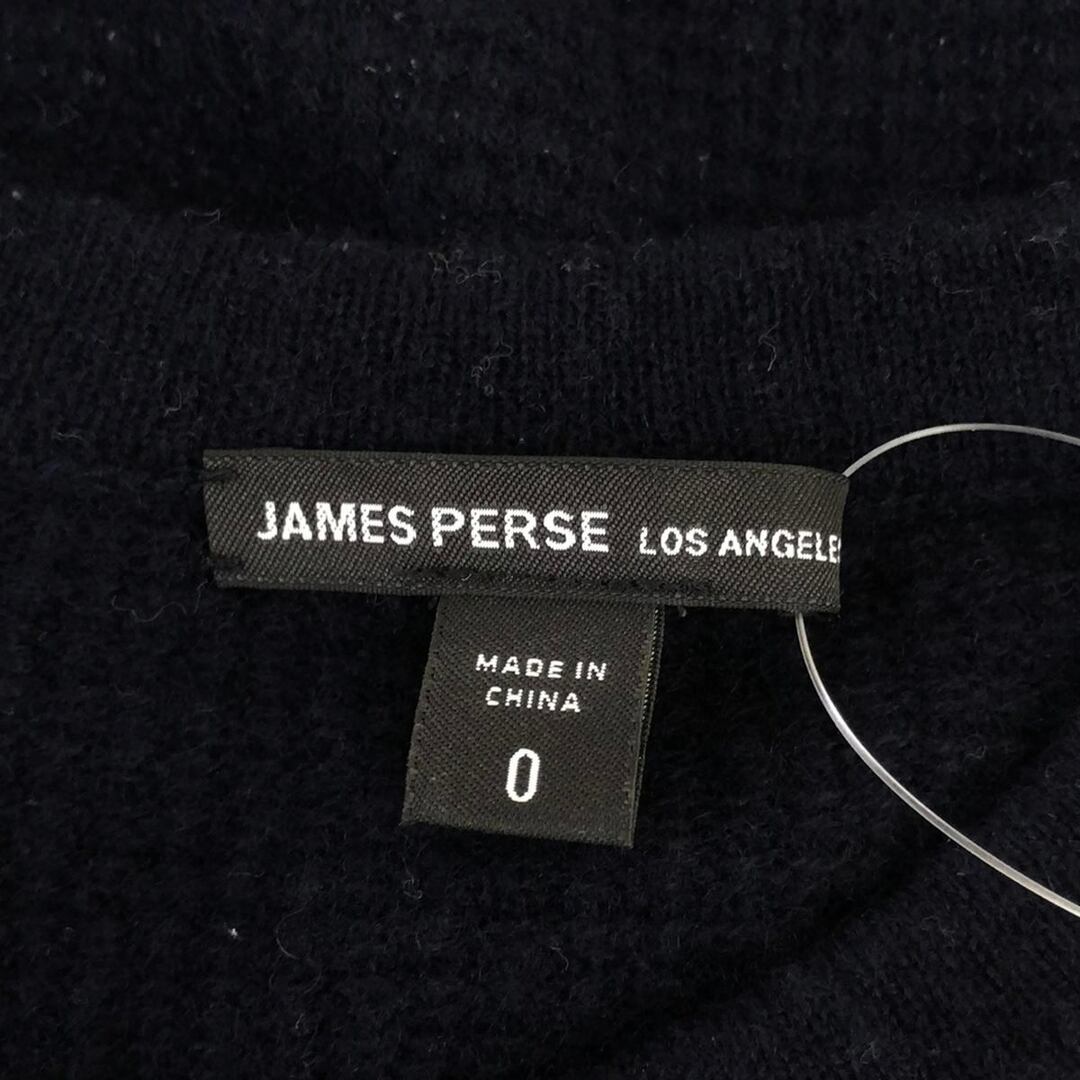 JAMES PERSE LOS ANGELES
MADE IN
CHINA
0